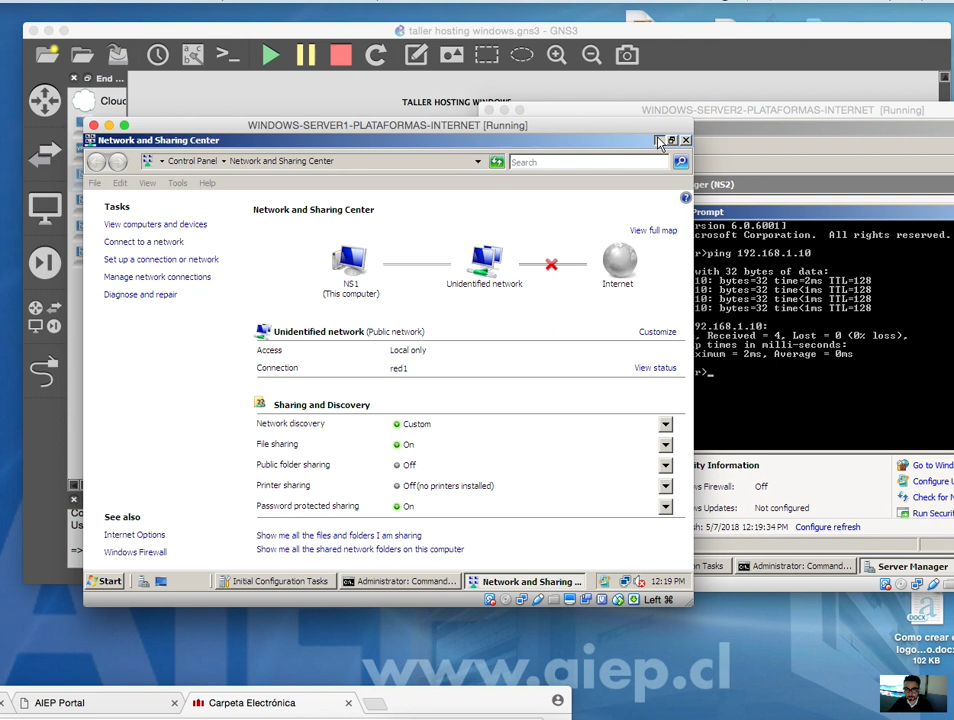 taller hosting windows.gns3 - GNS3
End ...
Cloud
TALLER HOSTING WINDOWS
WINDOWS-SERVER2-PLATAFORMAS-INTERNET [Running]
WINDOWS-SERVER1-PLATAFORMAS-INTERNET [Running]
Network and Sharing Center
Control Panel Network and Sharing Center
Search
File Edit View Tools Help
Tasks
View computers and devices
Connect to a network
Set up a connection or network
Manage network connections
Diagnose and repair
See also
Internet Options
Windows Firewall
Network and Sharing Center
View full map
NS1
(This computer)
Unidentified network
Internet
Unidentified network (Public network)
Customize
Access Local only
Connection red1
View status
Sharing and Discovery
Network discovery Custom
File sharing On
Public folder sharing Off
Printer sharing Off (no printers installed)
Password protected sharing On
Show me all the files and folders I am sharing
Show me all the shared network folders on this computer
Start
Initial Configuration Tasks
Administrator: Command...
Network and Sharing ...
12:19 PM
Left ⌘
ger (NS2)
Prompt
ersion 6.0.6001]
crosoft Corporation. All rights reserved.
r>ping 192.168.1.10
with 32 bytes of data:
10: bytes=32 time=2ms TTL=128
10: bytes=32 time<1ms TTL=128
10: bytes=32 time<1ms TTL=128
10: bytes=32 time<1ms TTL=128
92.168.1.10:
, Received = 4, Lost = 0 (0% loss),
p times in milli-seconds:
ximum = 2ms, Average = 0ms
r>_
ity Information
Go to Wind
ws Firewall: Off
Configure U
ws Updates: Not configured
Check for N
Run Securit
sh: 5/7/2018 12:19:34 PM Configure refresh
n Tasks
Administrator: Command...
Server Manager
Co
Us
=>
DOCX
Como crear e
logo...o.docx
102 KB
www.aiep.cl
AIEP Portal
Carpeta Electrónica